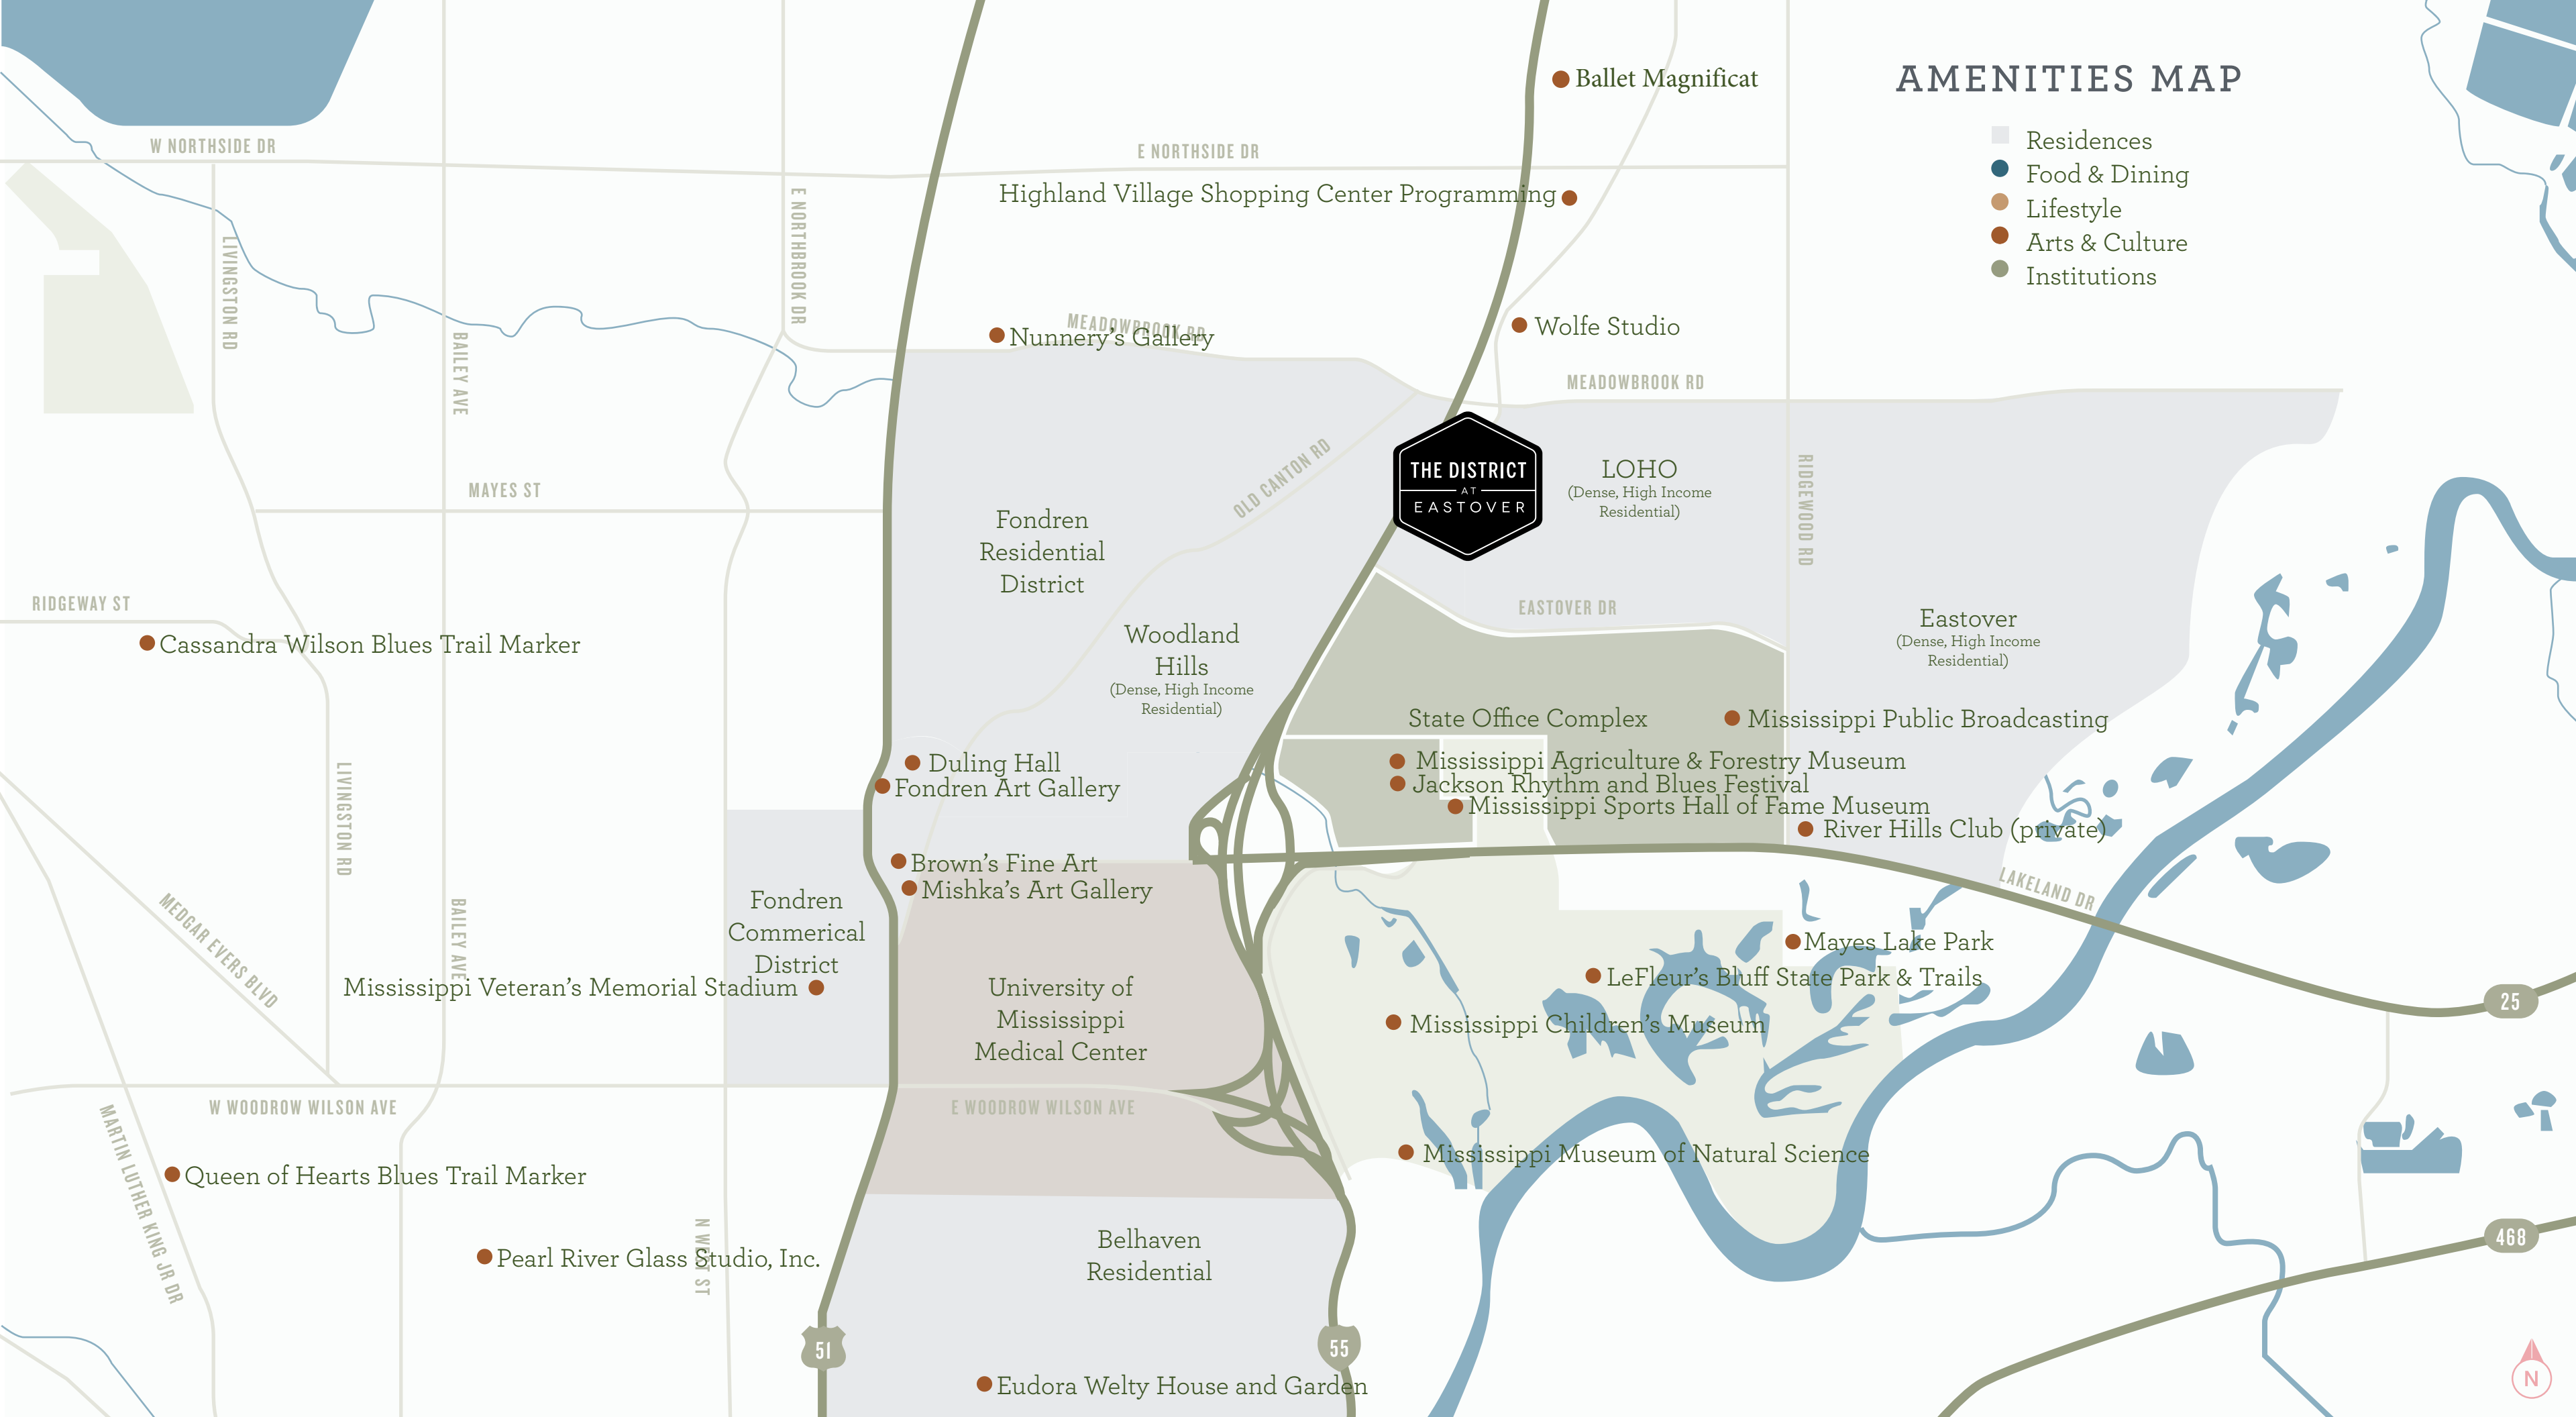 AMENITIES MAP
Residences
Food & Dining
Lifestyle
Arts & Culture
Institutions
Ballet Magnificat
W NORTHSIDE DR
E NORTHSIDE DR
Highland Village Shopping Center Programming
E NORTHBROOK DR
LIVINGSTON RD
MEADOWBROOK RD
Nunnery's Gallery
Wolfe Studio
BAILEY AVE
MEADOWBROOK RD
THE DISTRICT
AT
EASTOVER
LOHO
(Dense, High Income
Residential)
RIDGEWOOD RD
OLD CANTON RD
MAYES ST
Fondren
Residential
District
RIDGEWAY ST
EASTOVER DR
Eastover
(Dense, High Income
Residential)
Woodland
Hills
(Dense, High Income
Residential)
Cassandra Wilson Blues Trail Marker
State Office Complex
Mississippi Public Broadcasting
Duling Hall
Fondren Art Gallery
Mississippi Agriculture & Forestry Museum
Jackson Rhythm and Blues Festival
Mississippi Sports Hall of Fame Museum
River Hills Club (private)
LIVINGSTON RD
Brown's Fine Art
Mishka's Art Gallery
LAKELAND DR
MEDGAR EVERS BLVD
BAILEY AVE
Fondren
Commerical
District
Mississippi Veteran's Memorial Stadium
University of
Mississippi
Medical Center
Mayes Lake Park
LeFleur's Bluff State Park & Trails
Mississippi Children's Museum
25
W WOODROW WILSON AVE
E WOODROW WILSON AVE
MARTIN LUTHER KING JR DR
Mississippi Museum of Natural Science
Queen of Hearts Blues Trail Marker
468
Belhaven
Residential
Pearl River Glass Studio, Inc.
N WEST ST
51
55
Eudora Welty House and Garden
N